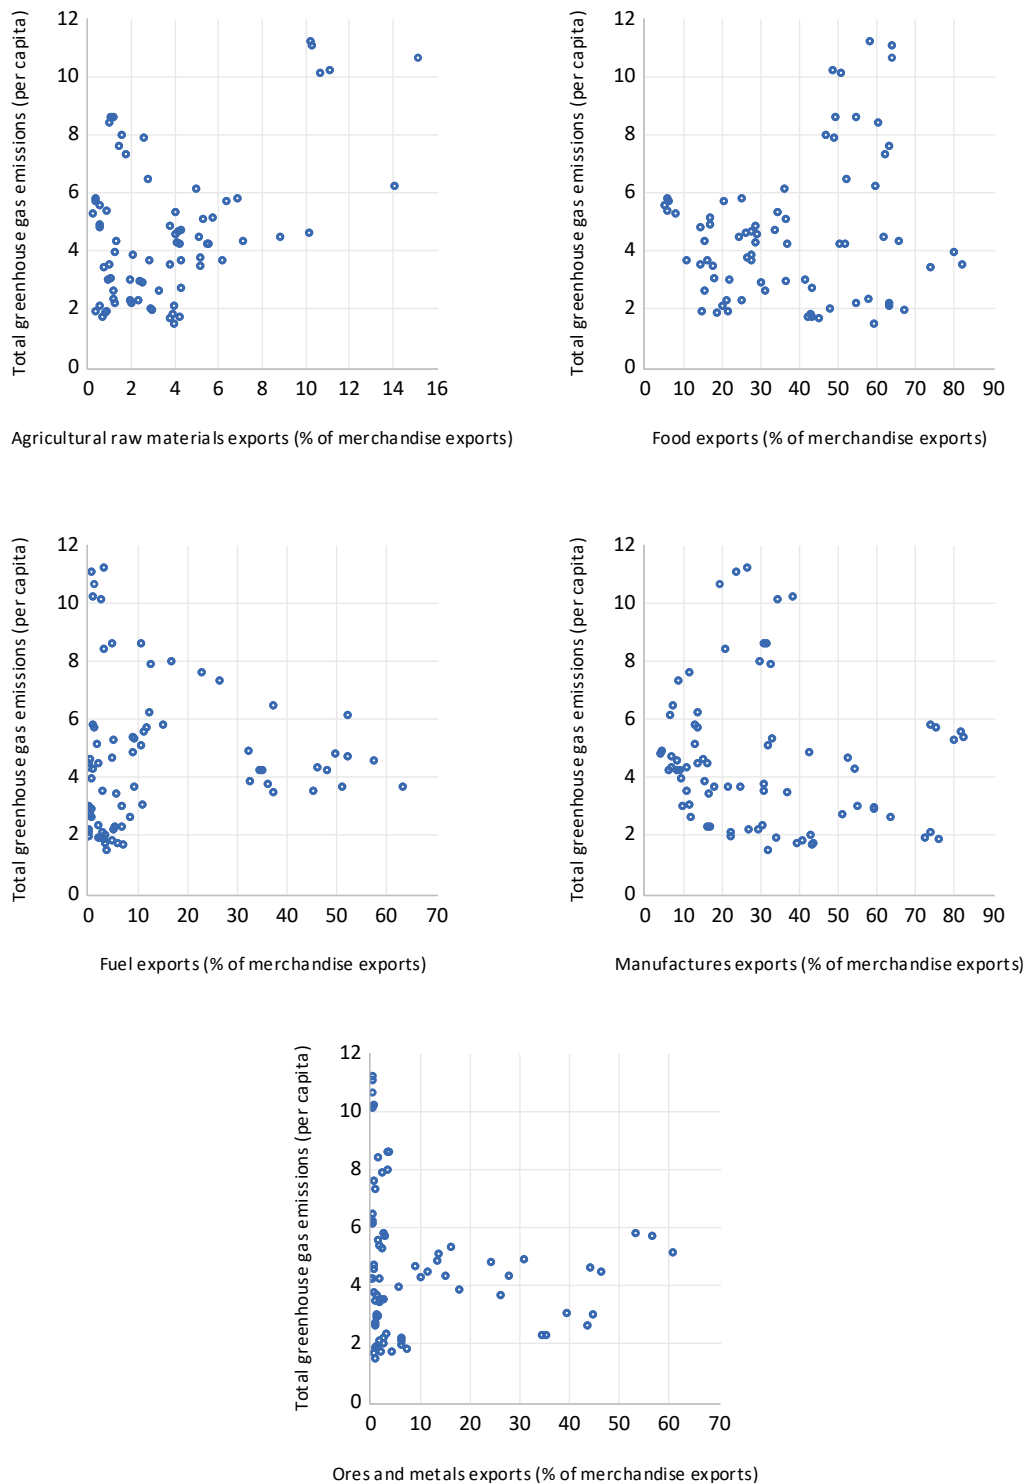 Total greenhouse gas emissions (per capita)
12
10
8
6
4
2
0
0 2 4 6 8 10 12 14 16
Agricultural raw materials exports (% of merchandise exports)
Total greenhouse gas emissions (per capita)
12
10
8
6
4
2
0
0 10 20 30 40 50 60 70 80 90
Food exports (% of merchandise exports)
Total greenhouse gas emissions (per capita)
12
10
8
6
4
2
0
0 10 20 30 40 50 60 70
Fuel exports (% of merchandise exports)
Total greenhouse gas emissions (per capita)
12
10
8
6
4
2
0
0 10 20 30 40 50 60 70 80 90
Manufactures exports (% of merchandise exports)
Total greenhouse gas emissions (per capita)
12
10
8
6
4
2
0
0 10 20 30 40 50 60 70
Ores and metals exports (% of merchandise exports)